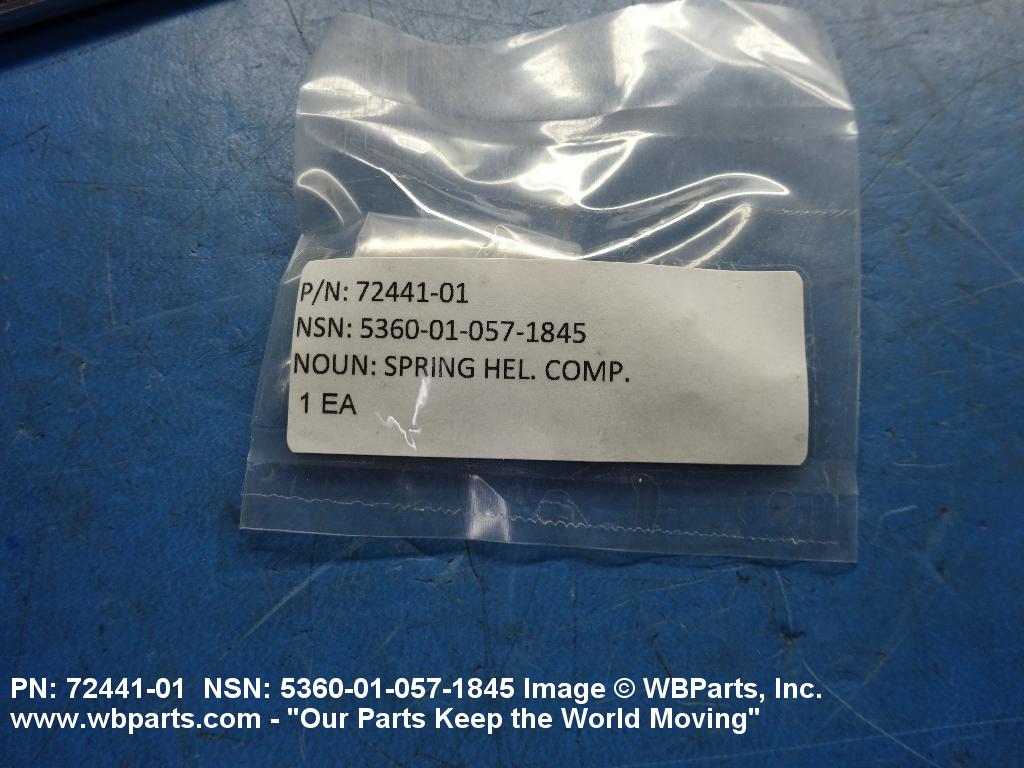 P/N: 72441-01
NSN: 5360-01-057-1845
NOUN: SPRING HEL. COMP.
1 EA
PN: 72441-01 NSN: 5360-01-057-1845 Image © WBParts, Inc.
www.wbparts.com - "Our Parts Keep the World Moving"